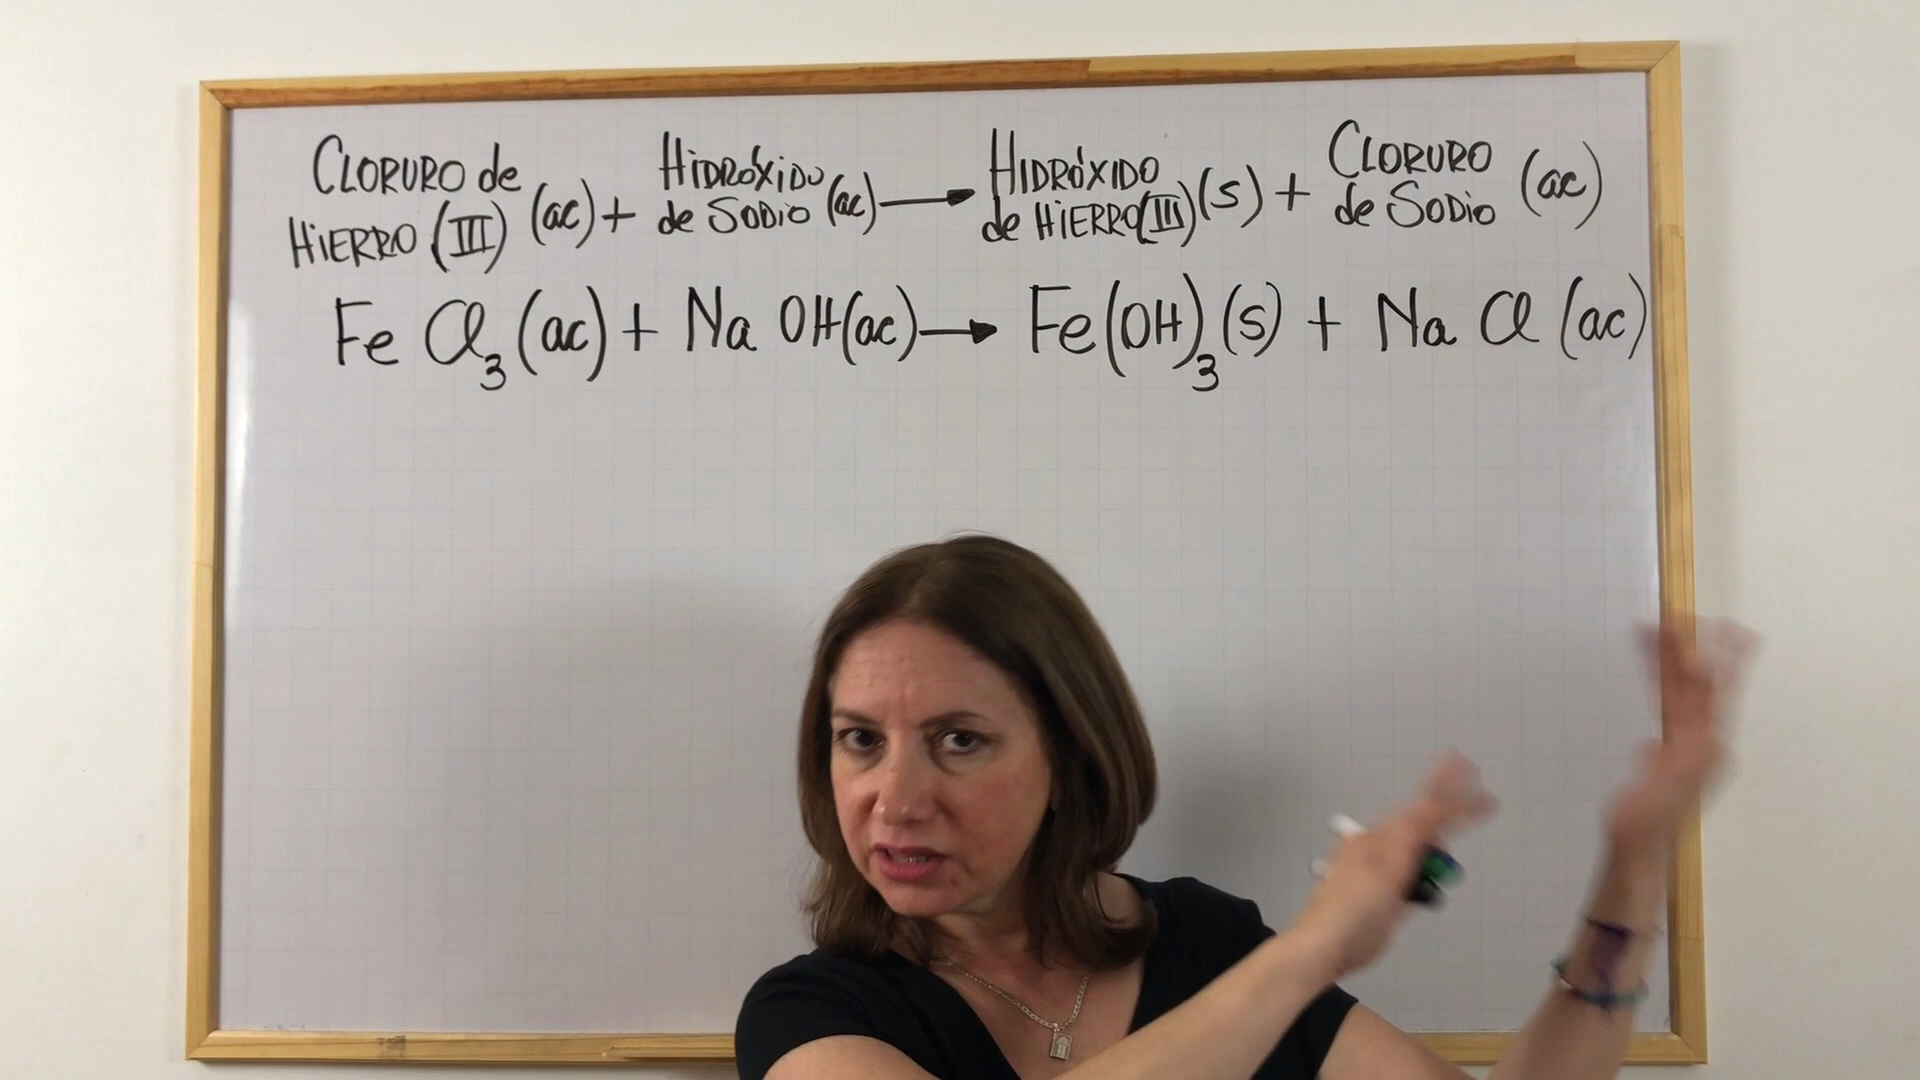 CLORURO de HIERRO (III) (ac) + HIDRÓXIDO de SODIO (ac) → HIDRÓXIDO de HIERRO (III) (s) + CLORURO de SODIO (ac)
Fe Cl₃ (ac) + Na OH (ac) → Fe(OH)₃ (s) + Na Cl (ac)